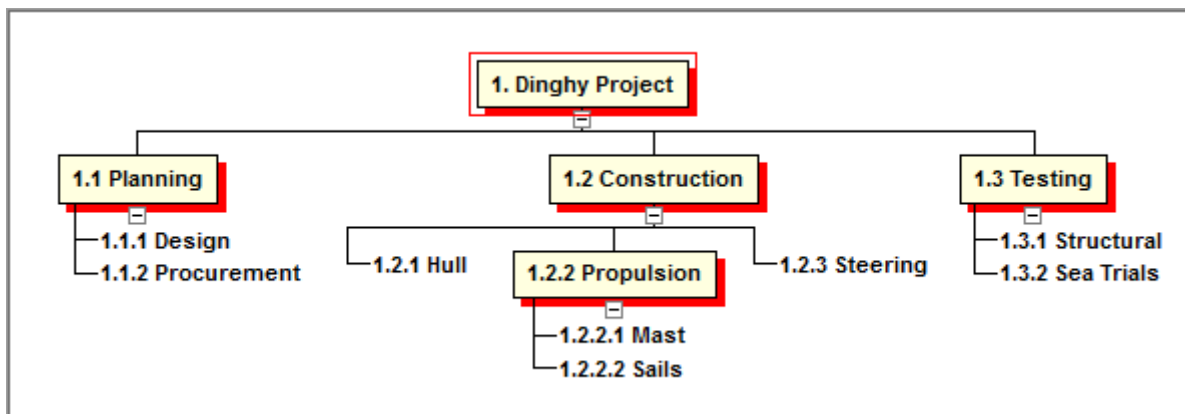 1. Dinghy Project
1.1 Planning
1.1.1 Design
1.1.2 Procurement
1.2 Construction
1.2.1 Hull
1.2.2 Propulsion
1.2.2.1 Mast
1.2.2.2 Sails
1.2.3 Steering
1.3 Testing
1.3.1 Structural
1.3.2 Sea Trials